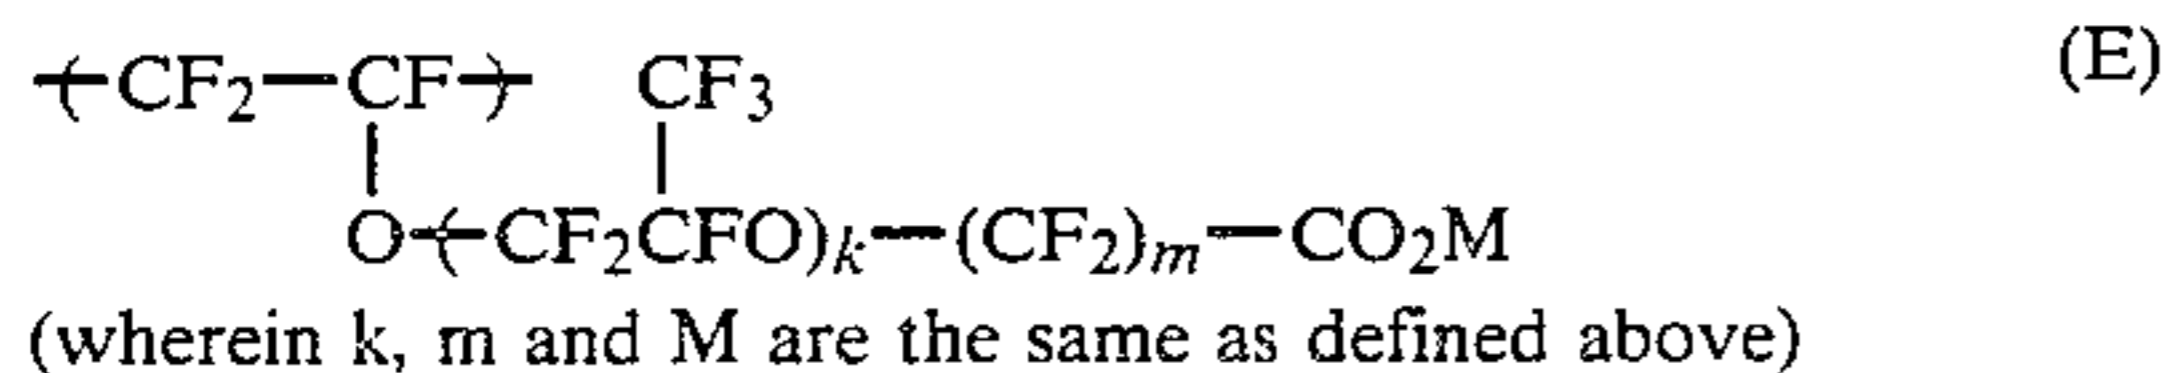 -(CF2-CF)- CF3 (E)
O-(CF2CFO)k-(CF2)m-CO2M
(wherein k, m and M are the same as defined above)